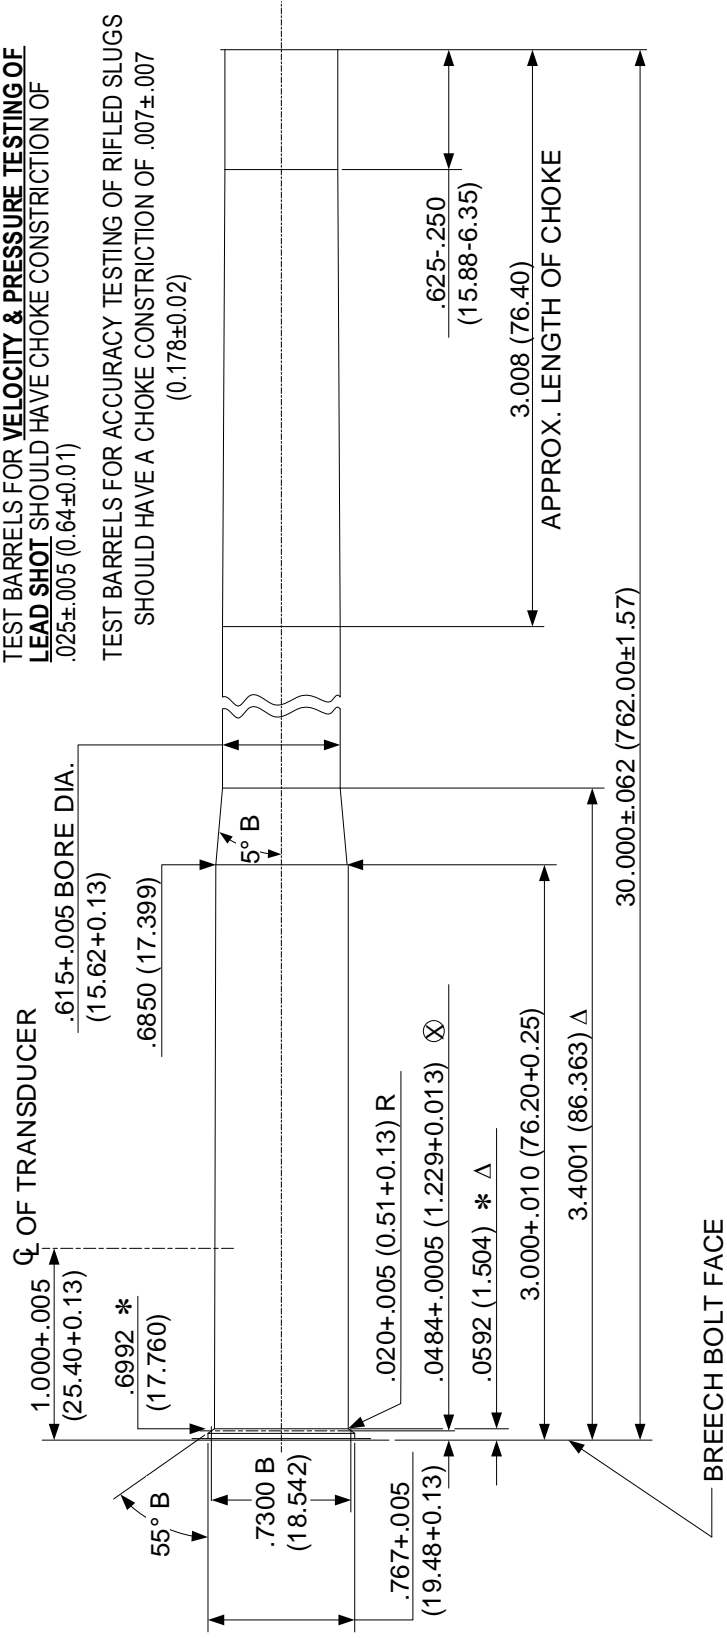 TEST BARRELS FOR VELOCITY & PRESSURE TESTING OF
LEAD SHOT SHOULD HAVE CHOKE CONSTRICTION OF
.025±.005 (0.64±0.01)
TEST BARRELS FOR ACCURACY TESTING OF RIFLED SLUGS
SHOULD HAVE A CHOKE CONSTRICTION OF .007±.007
(0.178±0.02)
℄ OF TRANSDUCER
1.000+.005
(25.40+0.13)
.615+.005 BORE DIA.
(15.62+0.13)
.6850 (17.399)
.6992 *
(17.760)
55° B
5° B
.7300 B
(18.542)
.767+.005
(19.48+0.13)
.020+.005 (0.51+0.13) R
.0484+.0005 (1.229+0.013) ⊗
.0592 (1.504) * Δ
3.000+.010 (76.20+0.25)
3.4001 (86.363) Δ
.625-.250
(15.88-6.35)
3.008 (76.40)
APPROX. LENGTH OF CHOKE
30.000±.062 (762.00±1.57)
BREECH BOLT FACE